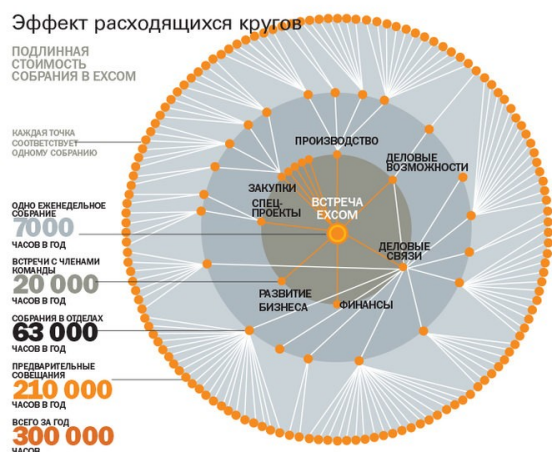 Эффект расходящихся кругов
ПОДЛИННАЯ
СТОИМОСТЬ
СОБРАНИЯ В EXCOM
КАЖДАЯ ТОЧКА
СООТВЕТСТВУЕТ
ОДНОМУ СОБРАНИЮ
ОДНО ЕЖЕНЕДЕЛЬНОЕ
СОБРАНИЕ
7000
ЧАСОВ В ГОД
ВСТРЕЧИ С ЧЛЕНАМИ
КОМАНДЫ
20 000
ЧАСОВ В ГОД
СОБРАНИЯ В ОТДЕЛАХ
63 000
ЧАСОВ В ГОД
ПРЕДВАРИТЕЛЬНЫЕ
СОВЕЩАНИЯ
210 000
ЧАСОВ В ГОД
ВСЕГО ЗА ГОД
300 000
ЧАСОВ
ПРОИЗВОДСТВО
ДЕЛОВЫЕ
ВОЗМОЖНОСТИ
ЗАКУПКИ
СПЕЦ-
ПРОЕКТЫ
ВСТРЕЧА
EXCOM
ДЕЛОВЫЕ
СВЯЗИ
РАЗВИТИЕ
БИЗНЕСА
ФИНАНСЫ